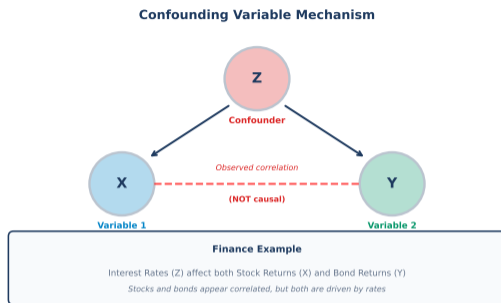 Confounding Variable Mechanism
Z
Confounder
X
Observed correlation
Y
(NOT causal)
Variable 1
Variable 2
Finance Example
Interest Rates (Z) affect both Stock Returns (X) and Bond Returns (Y)
Stocks and bonds appear correlated, but both are driven by rates